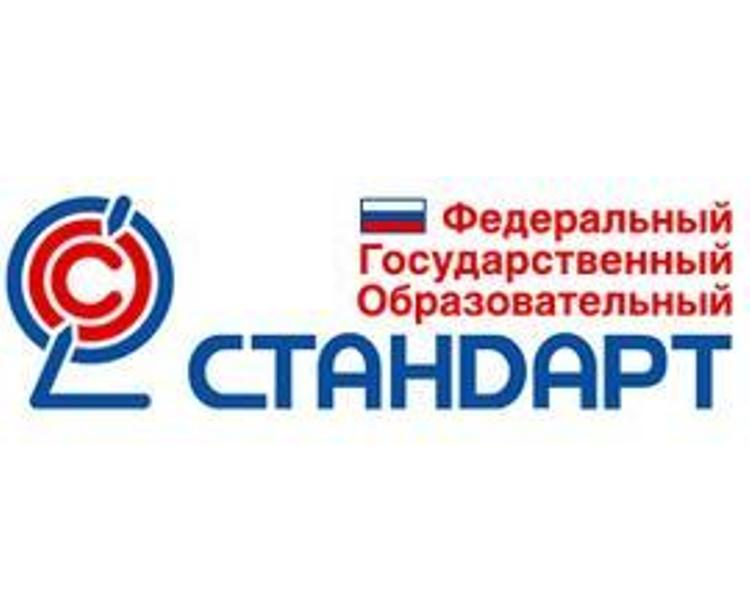 Федеральный
Государственный
Образовательный
СТАНДАРТ